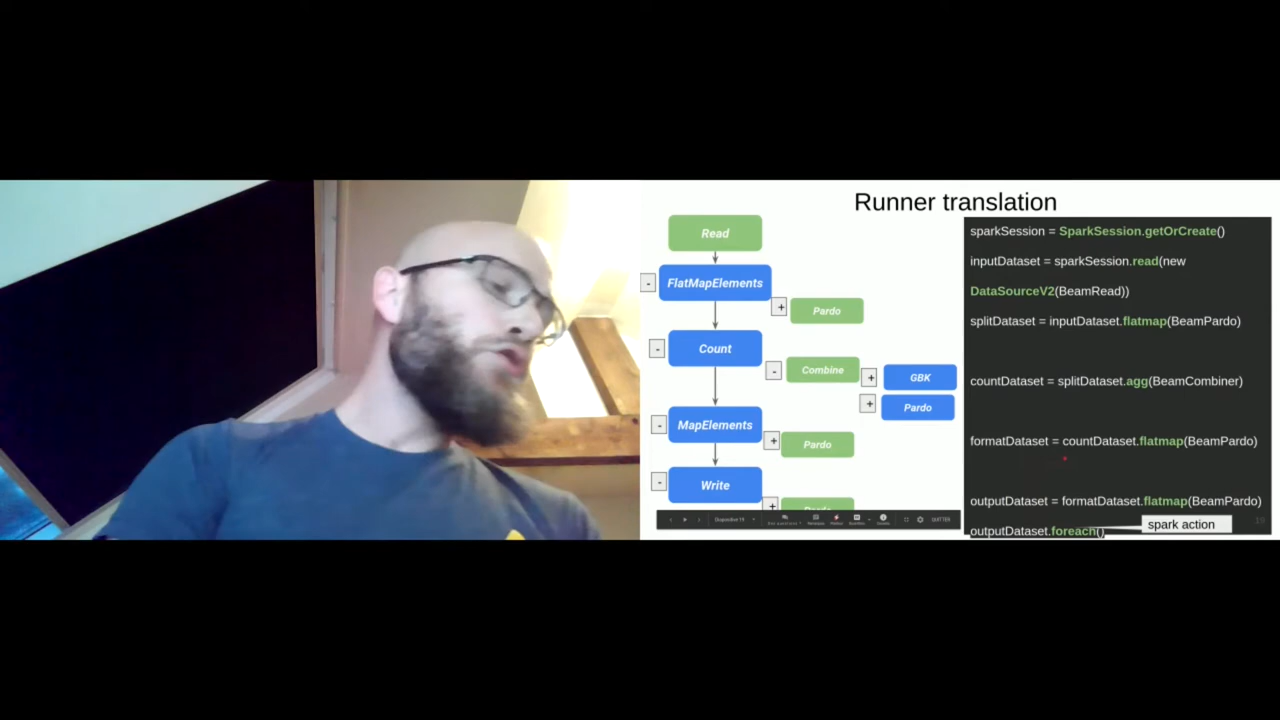 Runner translation
Read
FlatMapElements
Pardo
Count
Combine
GBK
Pardo
MapElements
Pardo
Write
sparkSession = SparkSession.getOrCreate()
inputDataset = sparkSession.read(new
DataSourceV2(BeamRead))
splitDataset = inputDataset.flatmap(BeamPardo)
countDataset = splitDataset.agg(BeamCombiner)
formatDataset = countDataset.flatmap(BeamPardo)
outputDataset = formatDataset.flatmap(BeamPardo)
outputDataset.foreach()
spark action